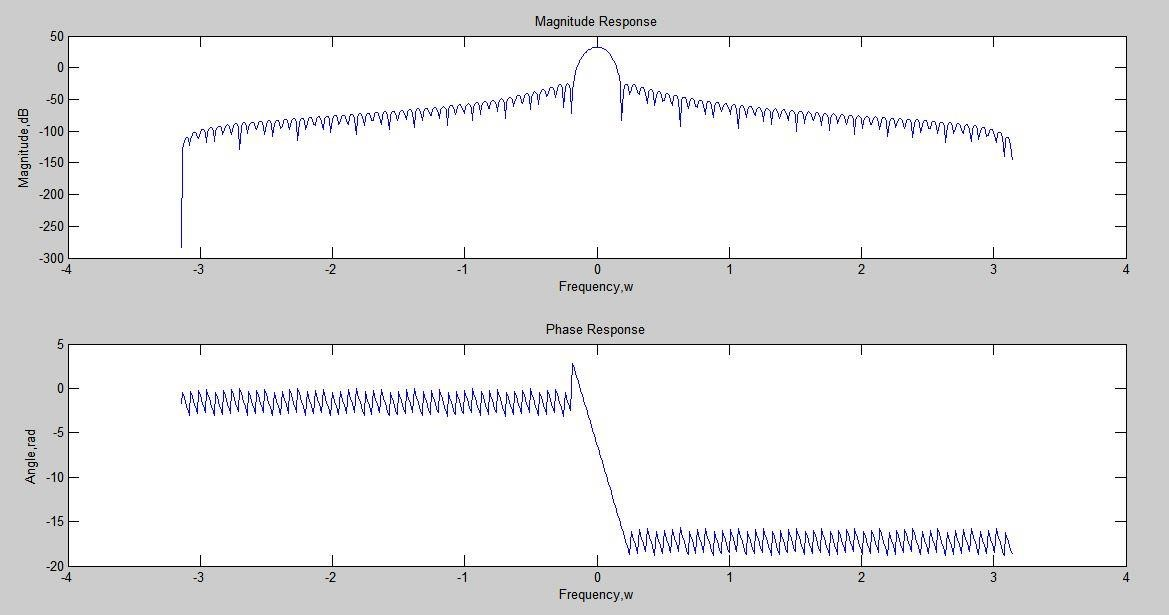 Magnitude Response
50
0
-50
-100
-150
-200
-250
-300
Magnitude,dB
-4 -3 -2 -1 0 1 2 3 4
Frequency,w
Phase Response
5
0
-5
-10
-15
-20
Angle,rad
-4 -3 -2 -1 0 1 2 3 4
Frequency,w